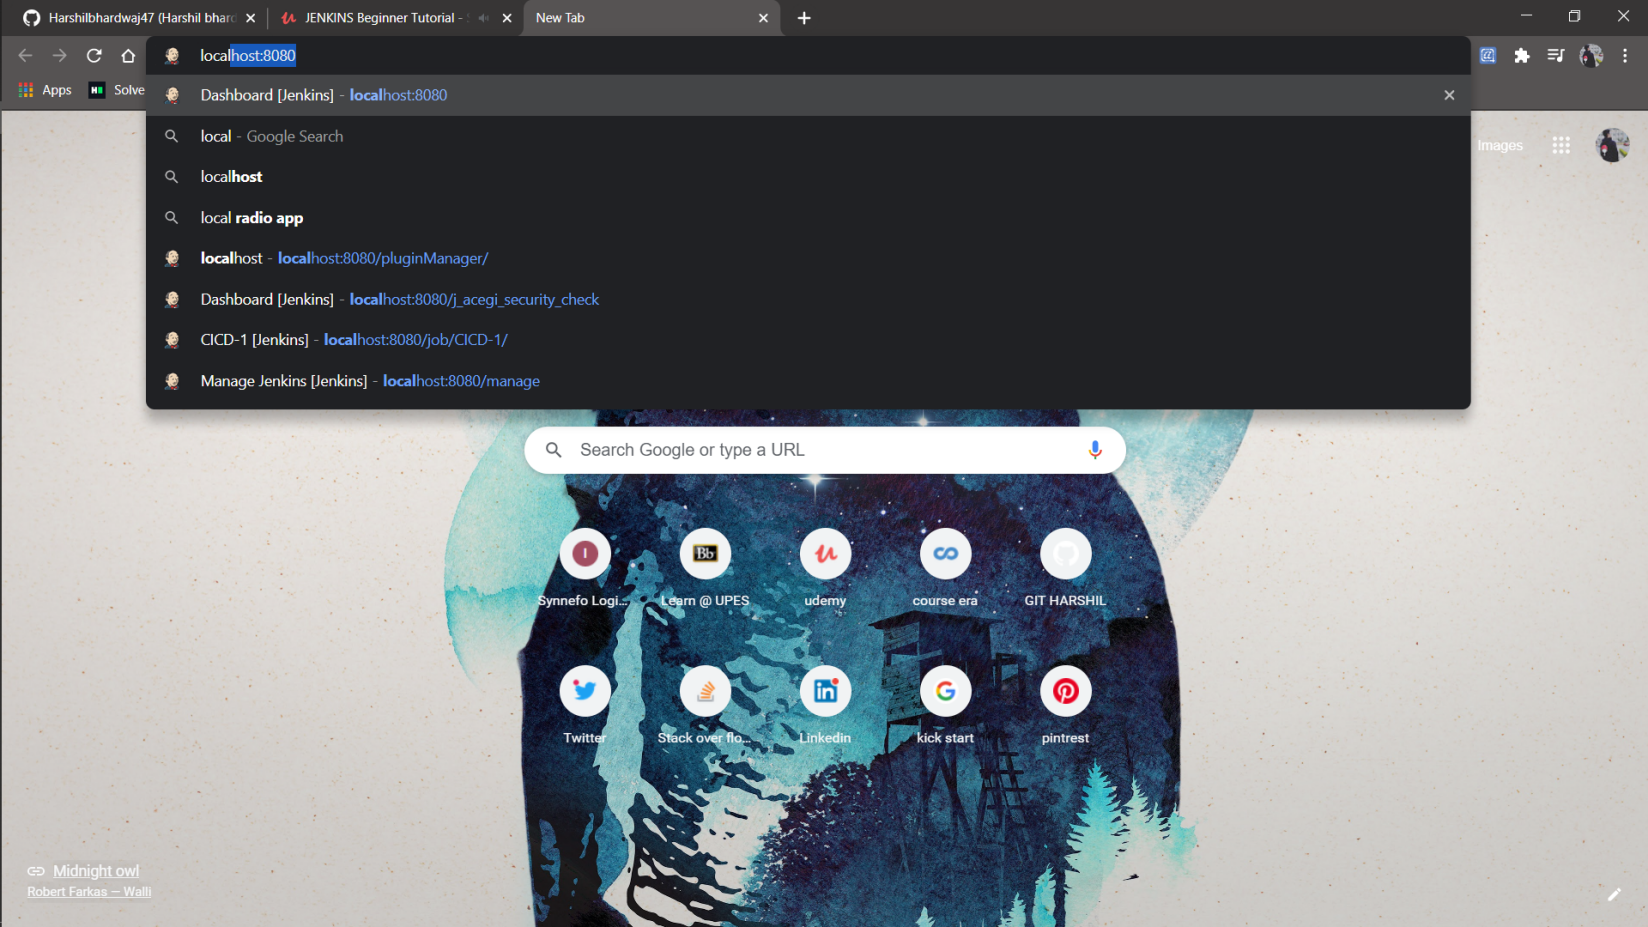 Harshilbhardwaj47 (Harshil bhard
JENKINS Beginner Tutorial -
New Tab
localhost:8080
Apps
Solve
Dashboard [Jenkins] - localhost:8080
local - Google Search
localhost
local radio app
localhost - localhost:8080/pluginManager/
Dashboard [Jenkins] - localhost:8080/j_acegi_security_check
CICD-1 [Jenkins] - localhost:8080/job/CICD-1/
Manage Jenkins [Jenkins] - localhost:8080/manage
Images
Search Google or type a URL
I
Bb
Synnefo Logi...
Learn @ UPES
udemy
course era
GIT HARSHIL
in
Twitter
Stack over flo...
Linkedin
kick start
pintrest
Midnight owl
Robert Farkas — Walli